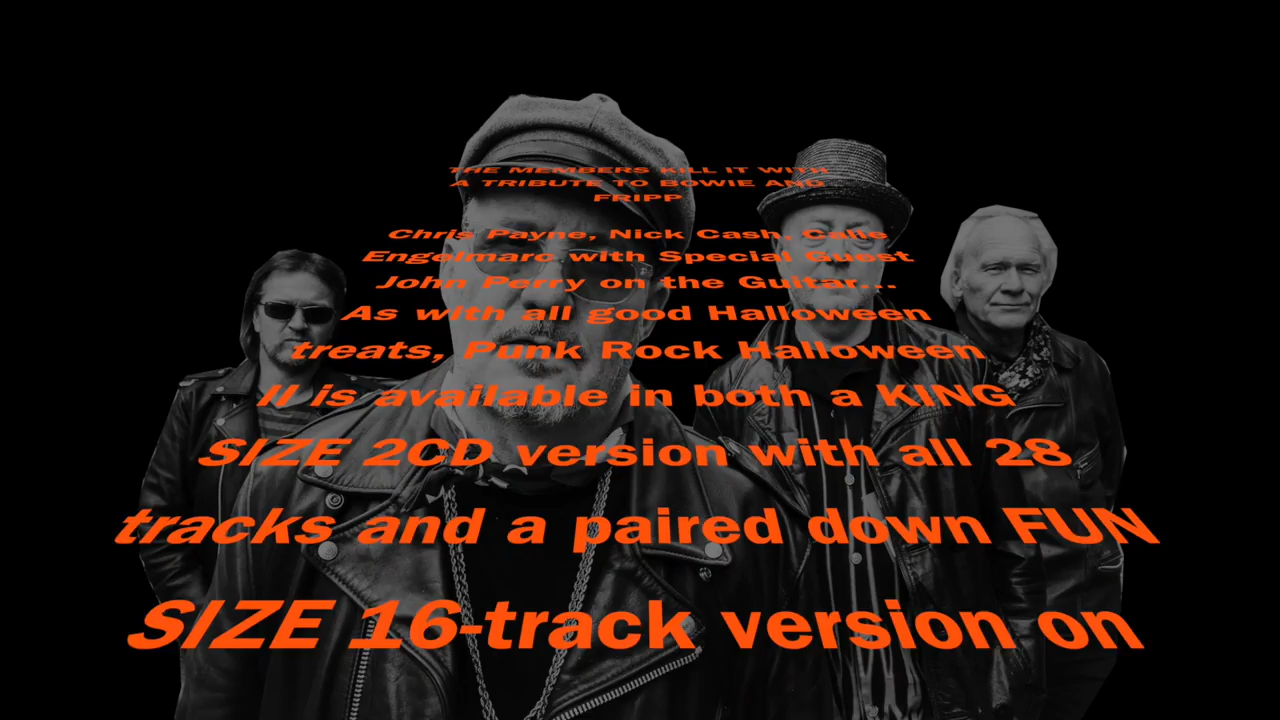 THE MEMBERS KILL IT WITH
A TRIBUTE TO BOWIE AND
FRIPP
Chris Payne, Nick Cash, Calle
Engelmarc with Special Guest
John Perry on the Guitar...
As with all good Halloween
treats, Punk Rock Halloween
II is available in both a KING
SIZE 2CD version with all 28
tracks and a paired down FUN
SIZE 16-track version on